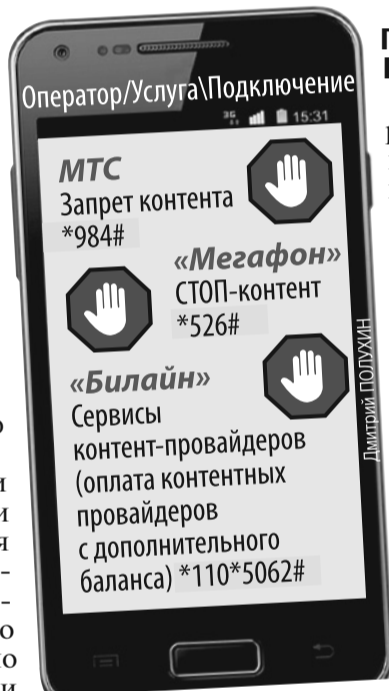 Оператор/Услуга\Подключение
3G 15:31
МТС
Запрет контента
*984#
«Мегафон»
СТОП-контент
*526#
«Билайн»
Сервисы
контент-провайдеров
(оплата контентных
провайдеров
с дополнительного
баланса) *110*5062#
Дмитрий ПОЛУХИН